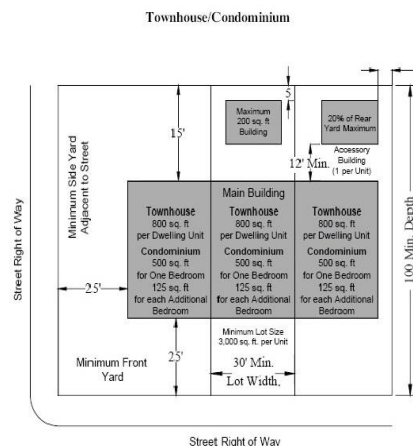 Townhouse/Condominium
5
Maximum
200 sq. ft
Building
20% of Rear
Yard Maximum
15'
12' Min.
Accessory
Building
(1 per Unit)
Minimum Side Yard
Adjacent to Street
Street Right of Way
100 Min. Depth
Main Building
Townhouse
800 sq. ft
per Dwelling Unit
Condominium
500 sq. ft
for One Bedroom
125 sq. ft
for each Additional
Bedroom
Townhouse
800 sq. ft
per Dwelling Unit
Condominium
500 sq. ft
for One Bedroom
125 sq. ft
for each Additional
Bedroom
Townhouse
800 sq. ft
per Dwelling Unit
Condominium
500 sq. ft
for One Bedroom
125 sq. ft
for each Additional
Bedroom
25'
25'
Minimum Front
Yard
Minimum Lot Size
3,000 sq. ft. per Unit
30' Min.
Lot Width,
Street Right of Way